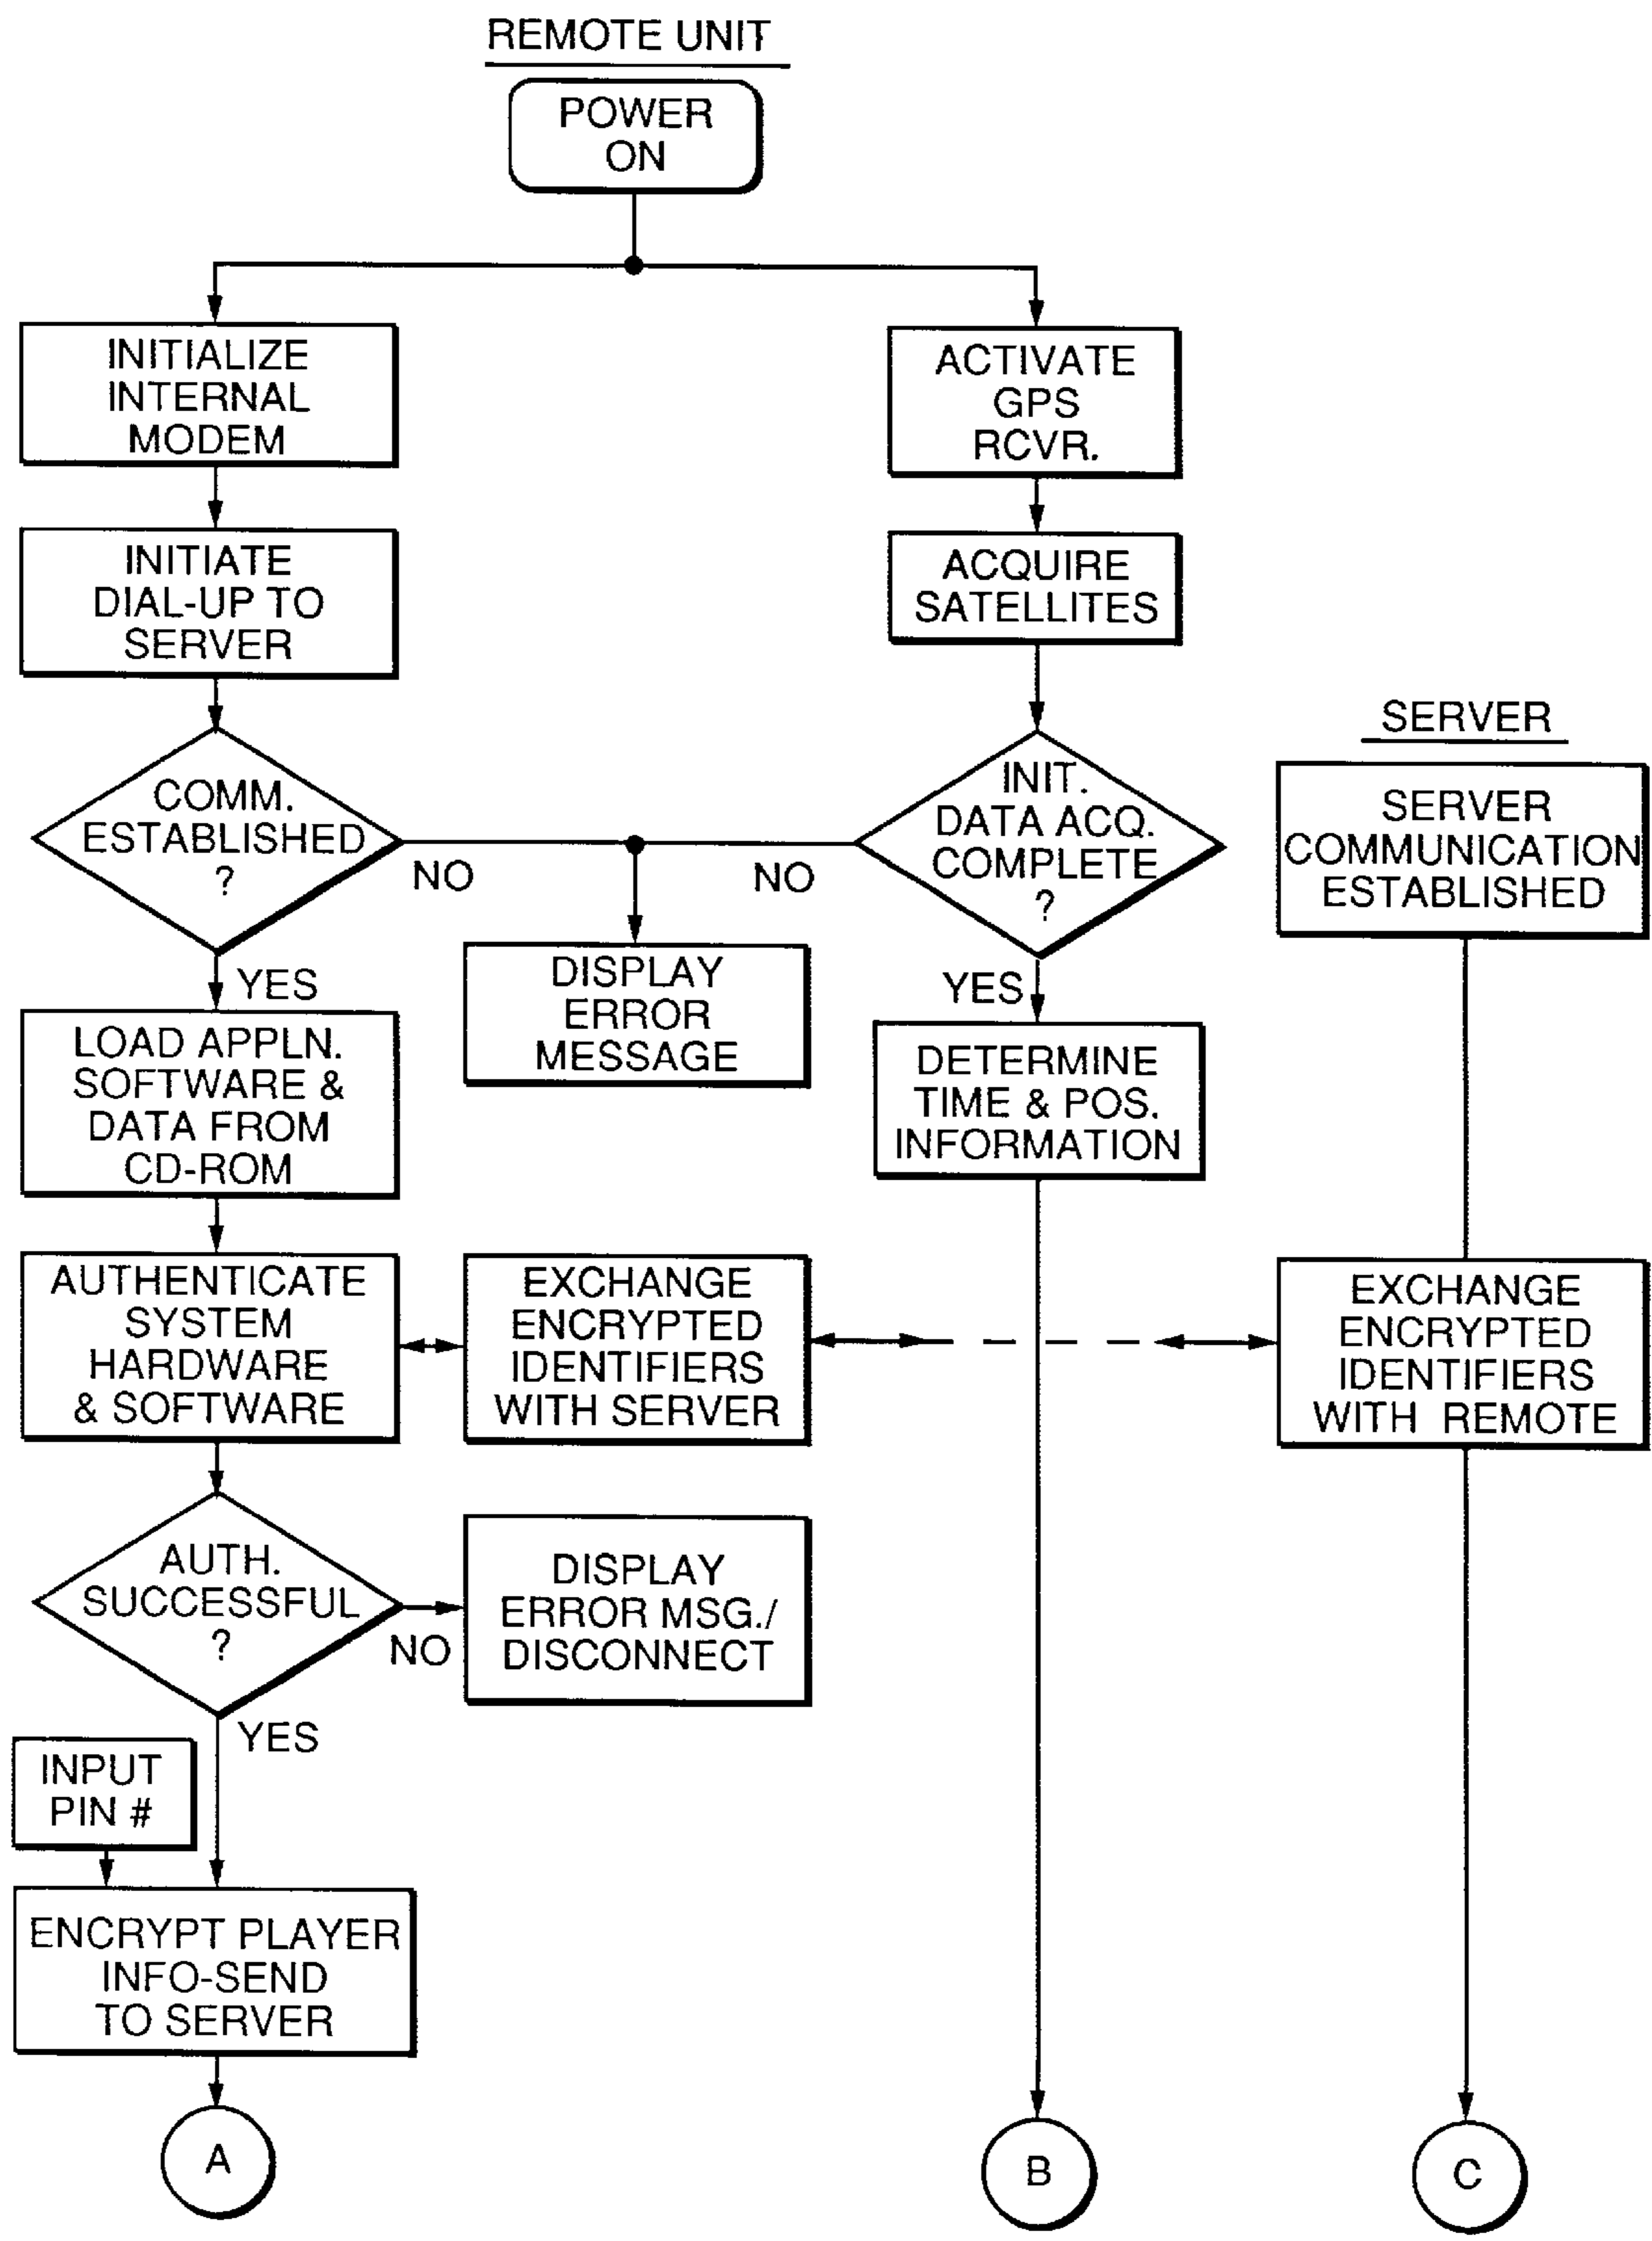 REMOTE UNIT
POWER
ON
INITIALIZE
INTERNAL
MODEM
ACTIVATE
GPS
RCVR.
INITIATE
DIAL-UP TO
SERVER
ACQUIRE
SATELLITES
COMM.
ESTABLISHED
?
NO
INIT.
DATA ACQ.
COMPLETE
?
NO
SERVER
SERVER
COMMUNICATION
ESTABLISHED
YES
DISPLAY
ERROR
MESSAGE
YES
LOAD APPLN.
SOFTWARE &
DATA FROM
CD-ROM
DETERMINE
TIME & POS.
INFORMATION
AUTHENTICATE
SYSTEM
HARDWARE
& SOFTWARE
EXCHANGE
ENCRYPTED
IDENTIFIERS
WITH SERVER
EXCHANGE
ENCRYPTED
IDENTIFIERS
WITH REMOTE
AUTH.
SUCCESSFUL
?
NO
DISPLAY
ERROR MSG./
DISCONNECT
YES
INPUT
PIN #
ENCRYPT PLAYER
INFO-SEND
TO SERVER
A
B
C